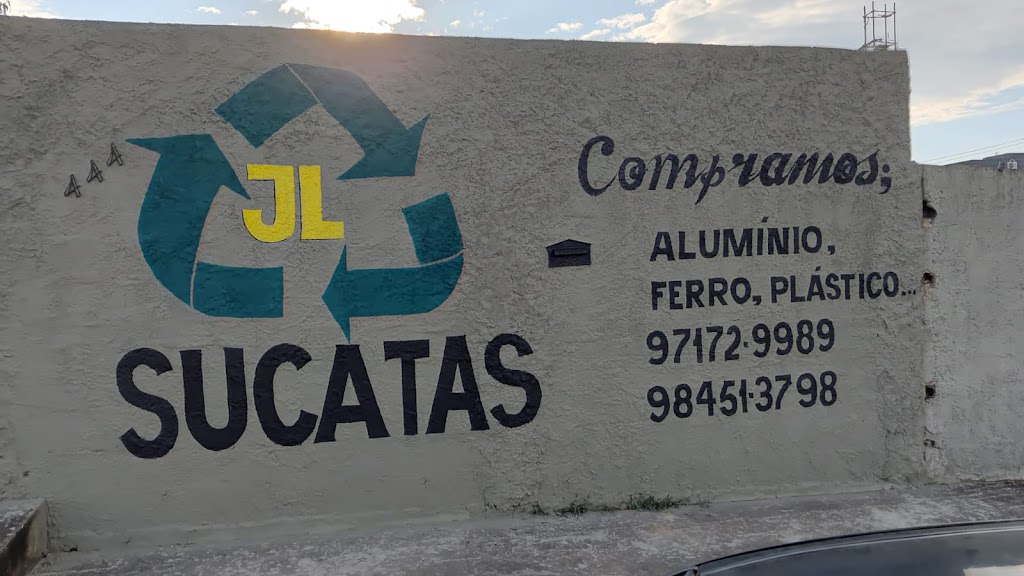 444
JL
SUCATAS
Compramos;
ALUMÍNIO,
FERRO, PLÁSTICO...
97172-9989
98451-3798